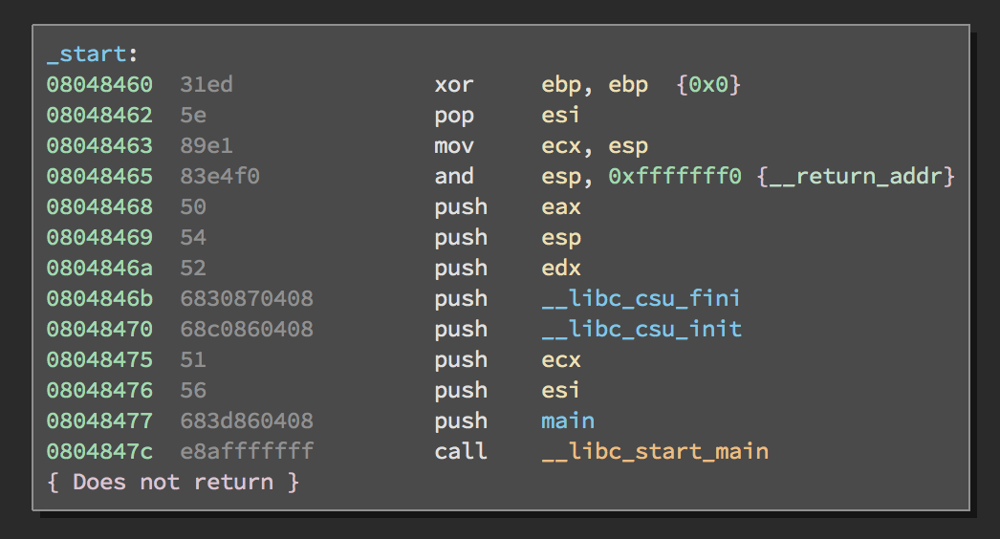 _start:
08048460 31ed xor ebp, ebp {0x0}
08048462 5e pop esi
08048463 89e1 mov ecx, esp
08048465 83e4f0 and esp, 0xfffffff0 {__return_addr}
08048468 50 push eax
08048469 54 push esp
0804846a 52 push edx
0804846b 6830870408 push __libc_csu_fini
08048470 68c0860408 push __libc_csu_init
08048475 51 push ecx
08048476 56 push esi
08048477 683d860408 push main
0804847c e8afffffff call __libc_start_main
{ Does not return }